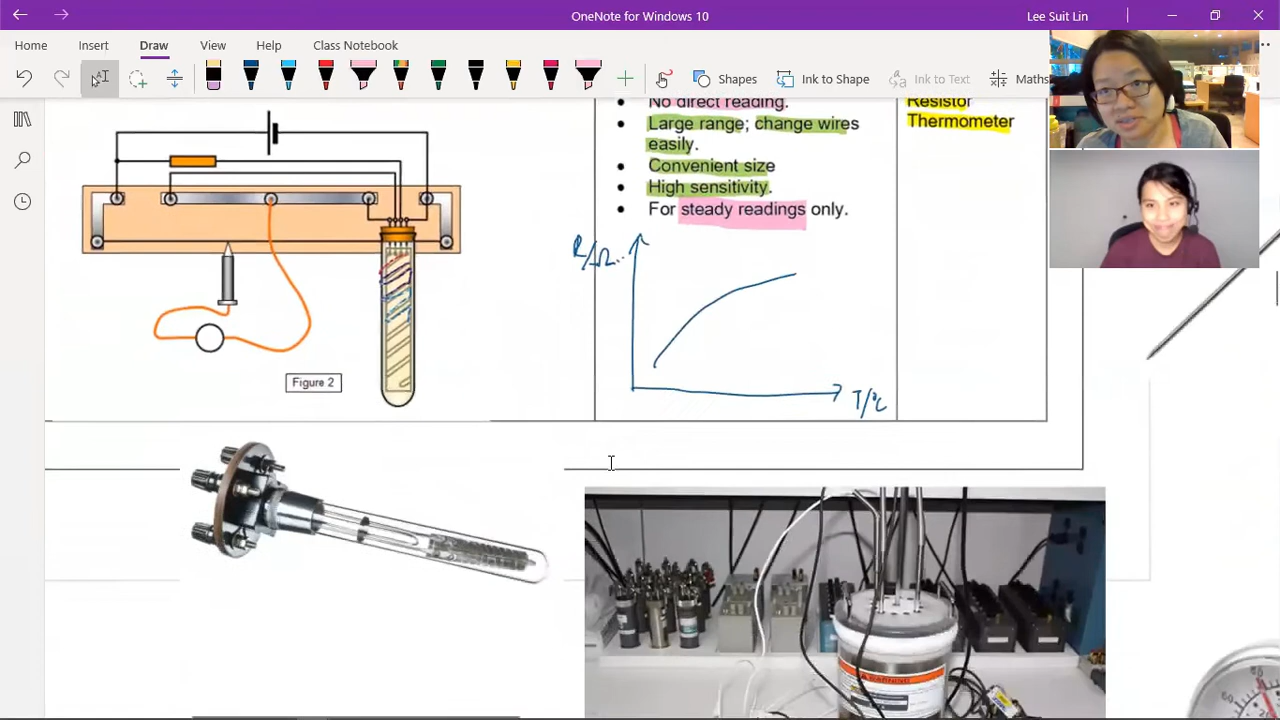 OneNote for Windows 10
Lee Suit Lin
Home
Insert
Draw
View
Help
Class Notebook
Shapes
Ink to Shape
Ink to Text
Maths
No direct reading.
Large range; change wires
easily.
Convenient size
High sensitivity.
For steady readings only.
Resistor
Thermometer
R/Ω
T/°C
Figure 2
WARNING!